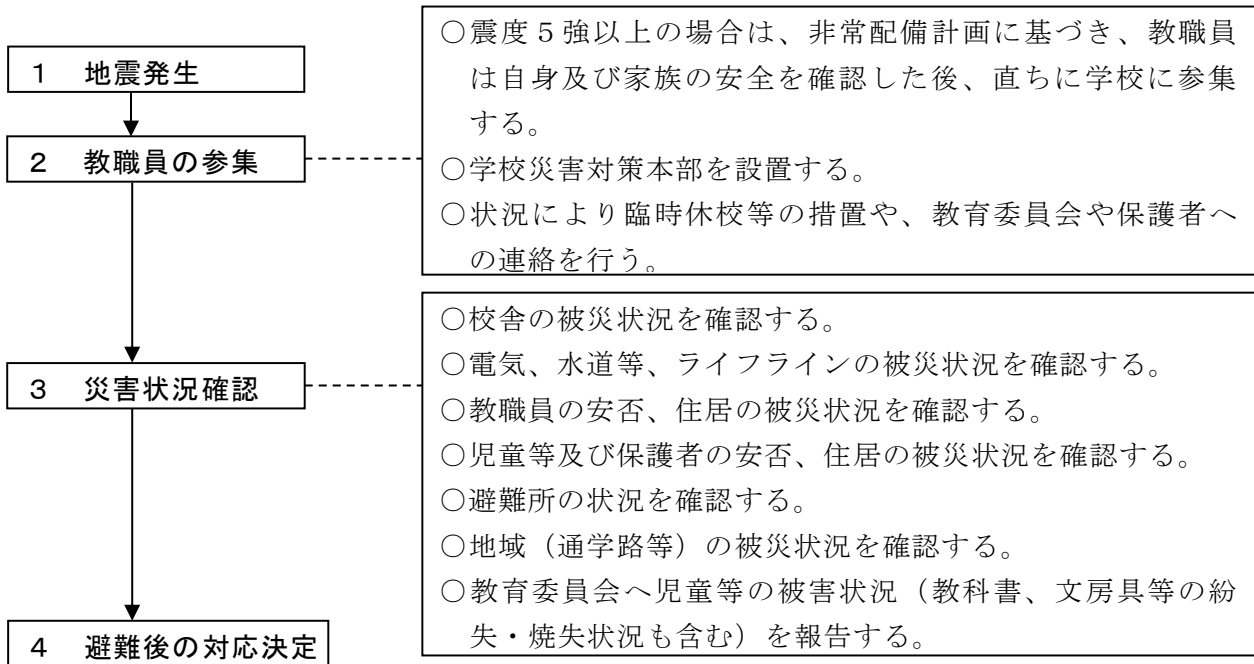 1　地震発生
2　教職員の参集
○震度５強以上の場合は、非常配備計画に基づき、教職員
は自身及び家族の安全を確認した後、直ちに学校に参集
する。
○学校災害対策本部を設置する。
○状況により臨時休校等の措置や、教育委員会や保護者へ
の連絡を行う。
3　災害状況確認
○校舎の被災状況を確認する。
○電気、水道等、ライフラインの被災状況を確認する。
○教職員の安否、住居の被災状況を確認する。
○児童等及び保護者の安否、住居の被災状況を確認する。
○避難所の状況を確認する。
○地域（通学路等）の被災状況を確認する。
○教育委員会へ児童等の被害状況（教科書、文房具等の紛
失・焼失状況も含む）を報告する。
4　避難後の対応決定